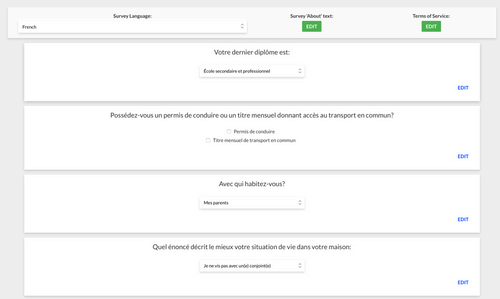 Survey Language: Survey 'About' text: Terms of Service:
French EDIT EDIT
Votre dernier diplôme est:
École secondaire et professionnel
EDIT
Possédez-vous un permis de conduire ou un titre mensuel donnant accès au transport en commun?
Permis de conduire
Titre mensuel de transport en commun
EDIT
Avec qui habitez-vous?
Mes parents
EDIT
Quel énoncé décrit le mieux votre situation de vie dans votre maison:
Je ne vis pas avec un(e) conjoint(e)
EDIT